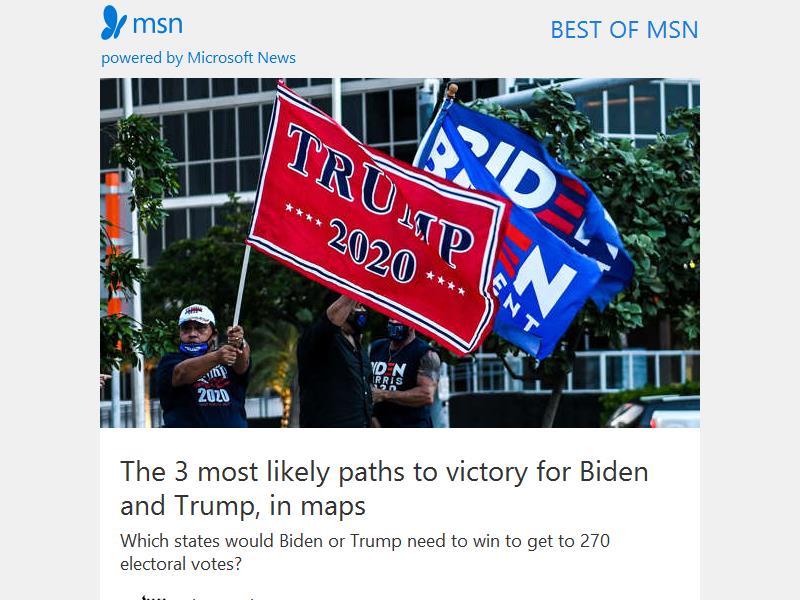 msn
BEST OF MSN
powered by Microsoft News
TRUMP
2020
BIDEN
2020
BIDEN
The 3 most likely paths to victory for Biden
and Trump, in maps
Which states would Biden or Trump need to win to get to 270
electoral votes?